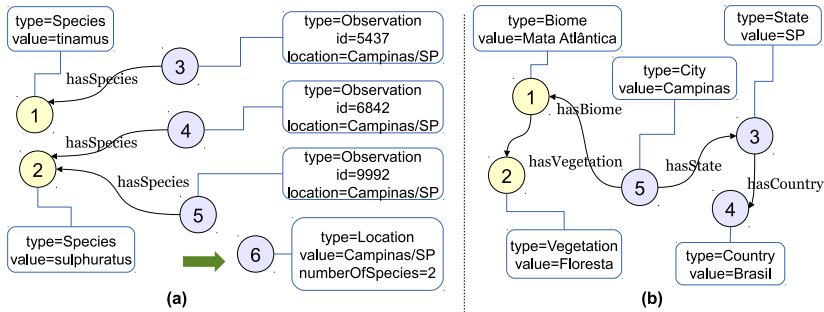 type=Species
value=tinamus
hasSpecies
1
3
type=Observation
id=5437
location=Campinas/SP
hasSpecies
4
type=Observation
id=6842
location=Campinas/SP
2
hasSpecies
5
type=Observation
id=9992
location=Campinas/SP
type=Species
value=sulphuratus
6
type=Location
value=Campinas/SP
numberOfSpecies=2
(a)
type=Biome
value=Mata Atlântica
type=State
value=SP
type=City
value=Campinas
1
hasBiome
3
hasVegetation
2
5
hasState
hasCountry
4
type=Vegetation
value=Floresta
type=Country
value=Brasil
(b)